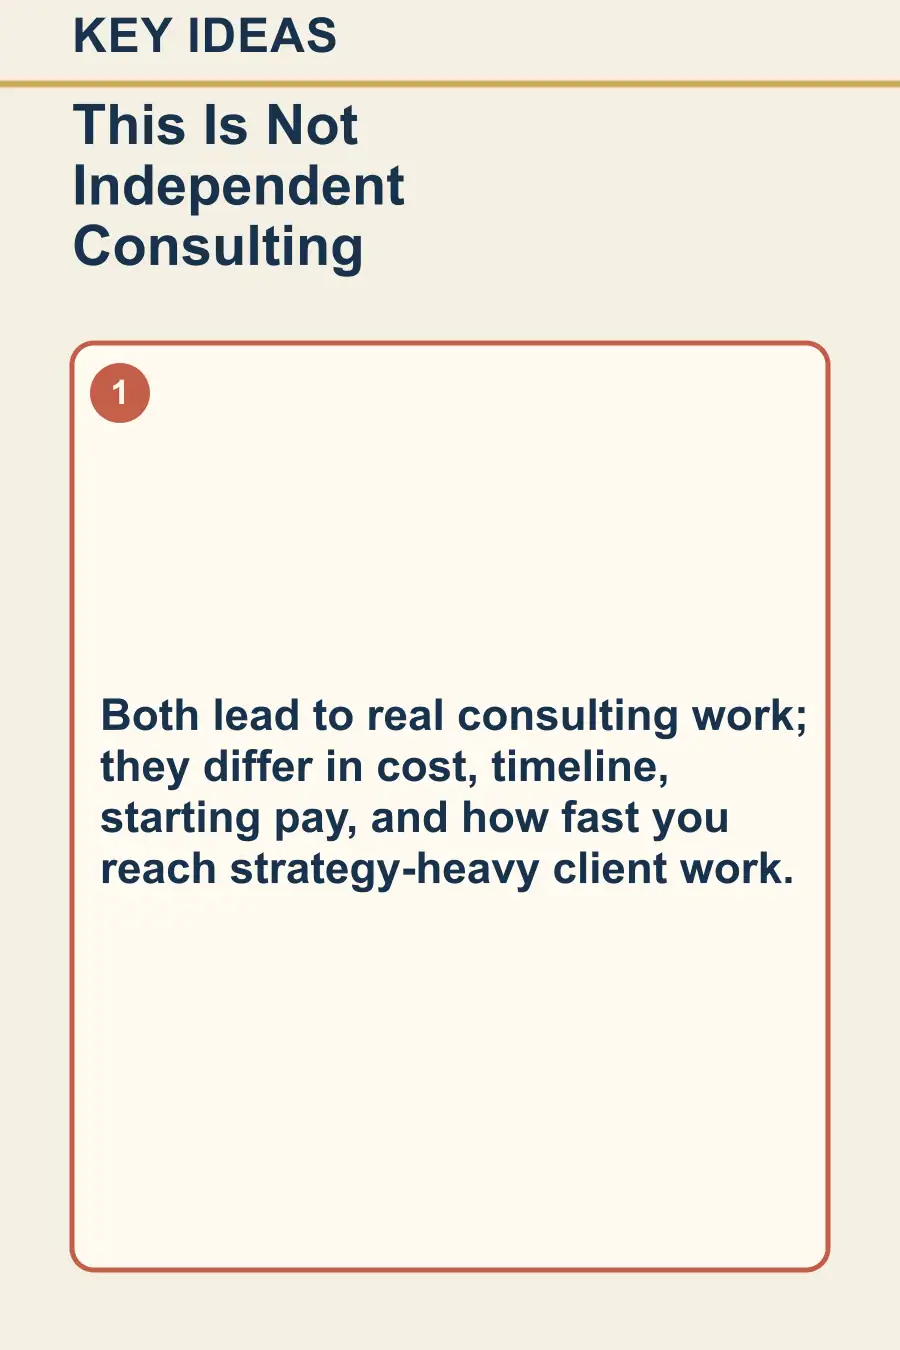 KEY IDEAS
This Is Not
Independent
Consulting
1
Both lead to real consulting work;
they differ in cost, timeline,
starting pay, and how fast you
reach strategy-heavy client work.